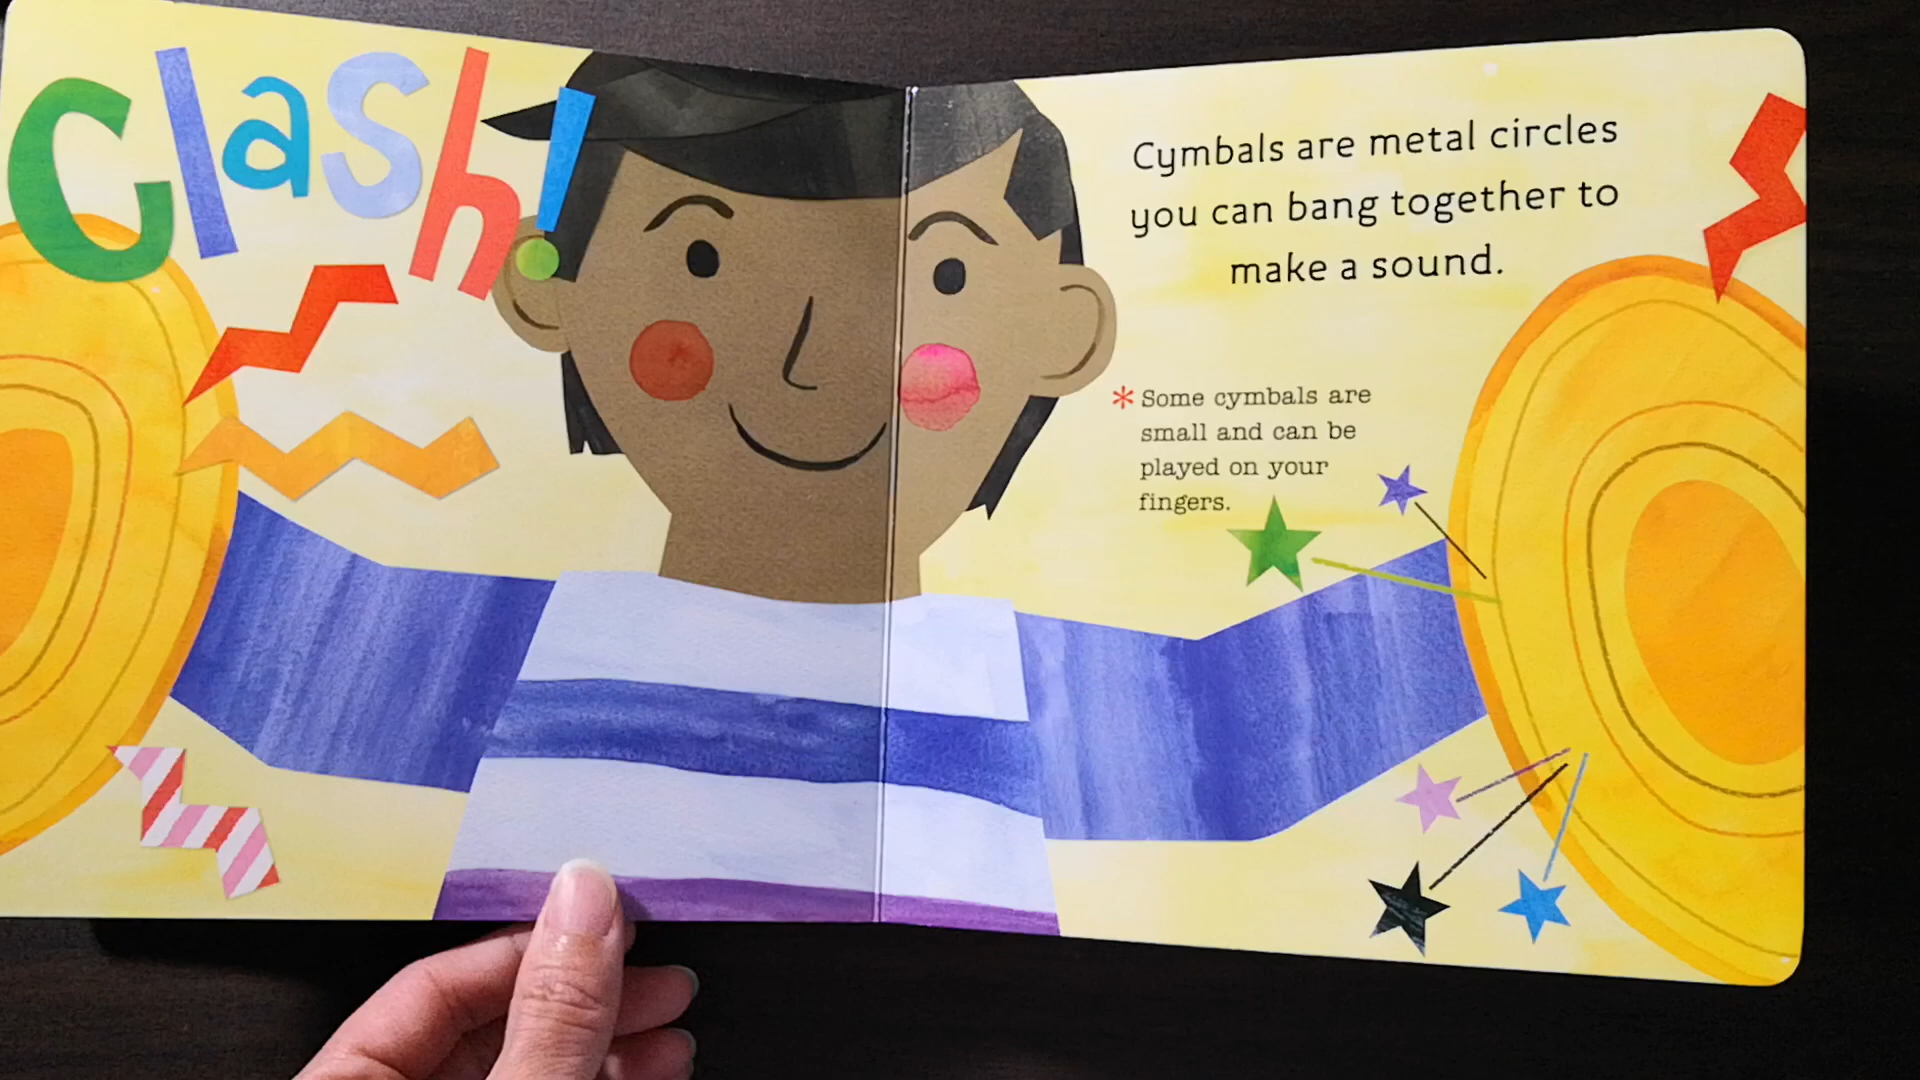 Clash!
Cymbals are metal circles
you can bang together to
make a sound.
* Some cymbals are
small and can be
played on your
fingers.